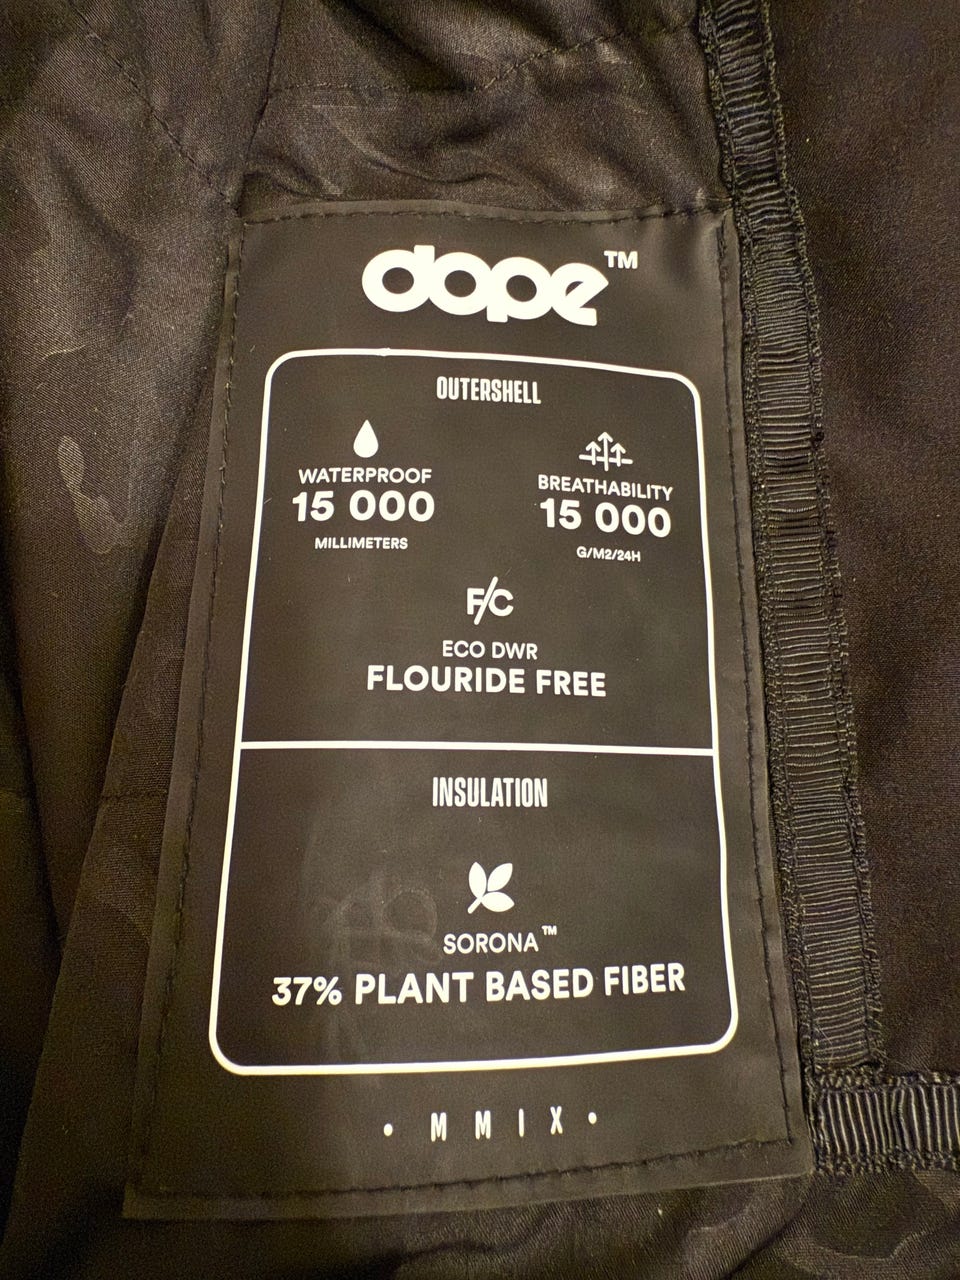 dope™
OUTERSHELL
WATERPROOF
15 000
MILLIMETERS
BREATHABILITY
15 000
G/M2/24H
F/C
ECO DWR
FLOURIDE FREE
INSULATION
SORONA™
37% PLANT BASED FIBER
• M M I X •